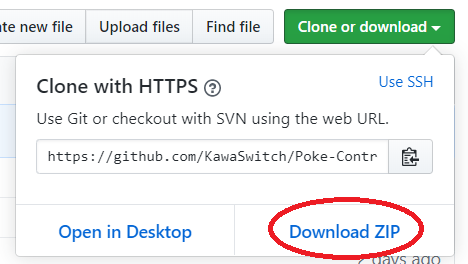 ate new file Upload files Find file Clone or download
Clone with HTTPS ?
Use SSH
Use Git or checkout with SVN using the web URL.
https://github.com/KawaSwitch/Poke-Contr
Open in Desktop Download ZIP
2 days ago